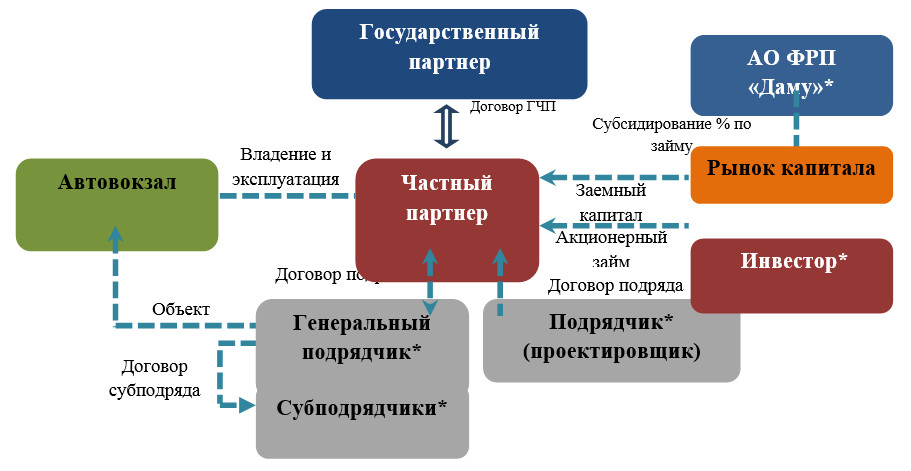 Государственный
партнер
АО ФРП
«Даму»*
Договор ГЧП
Субсидирование % по
займу
Владение и
эксплуатация
Автовокзал
Частный
партнер
Рынок капитала
Заемный
капитал
Акционерный
займ
Инвестор*
Договор
Договор подряда
Объект
Генеральный
подрядчик*
Подрядчик*
(проектировщик)
Договор
субподряда
Субподрядчики*